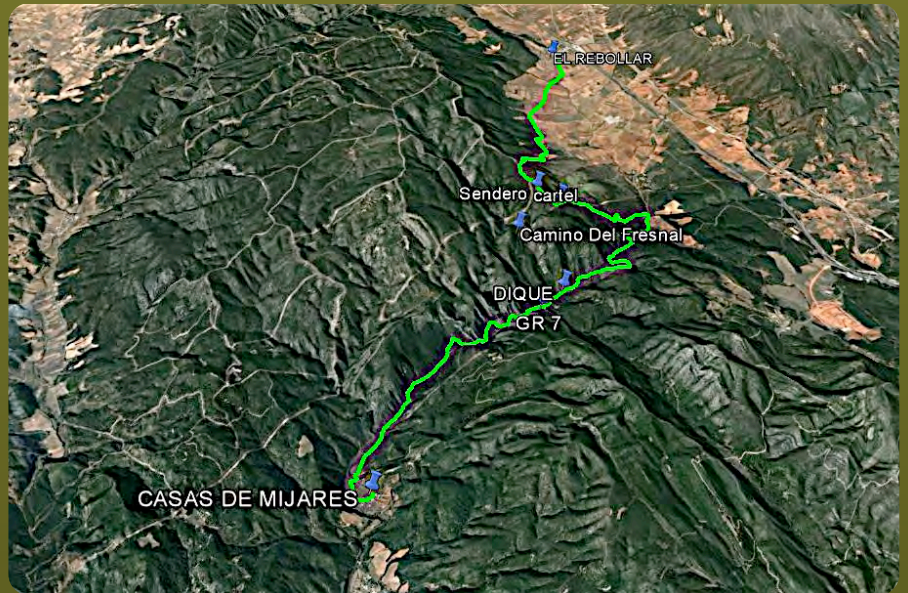 EL REBOLLAR
Sendero cartel
Camino Del Fresnal
DIQUE
GR 7
CASAS DE MIJARES